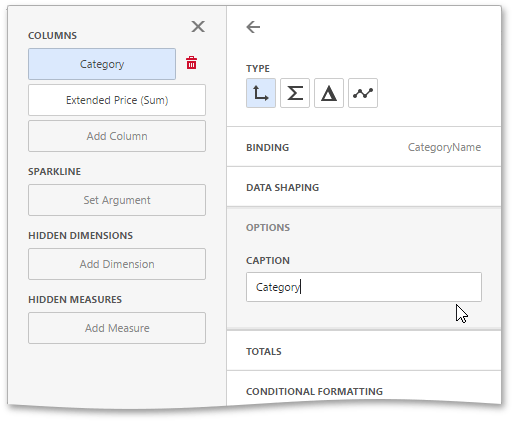 COLUMNS
Category
Extended Price (Sum)
Add Column
SPARKLINE
Set Argument
HIDDEN DIMENSIONS
Add Dimension
HIDDEN MEASURES
Add Measure
TYPE
BINDING CategoryName
DATA SHAPING
OPTIONS
CAPTION
Category
TOTALS
CONDITIONAL FORMATTING